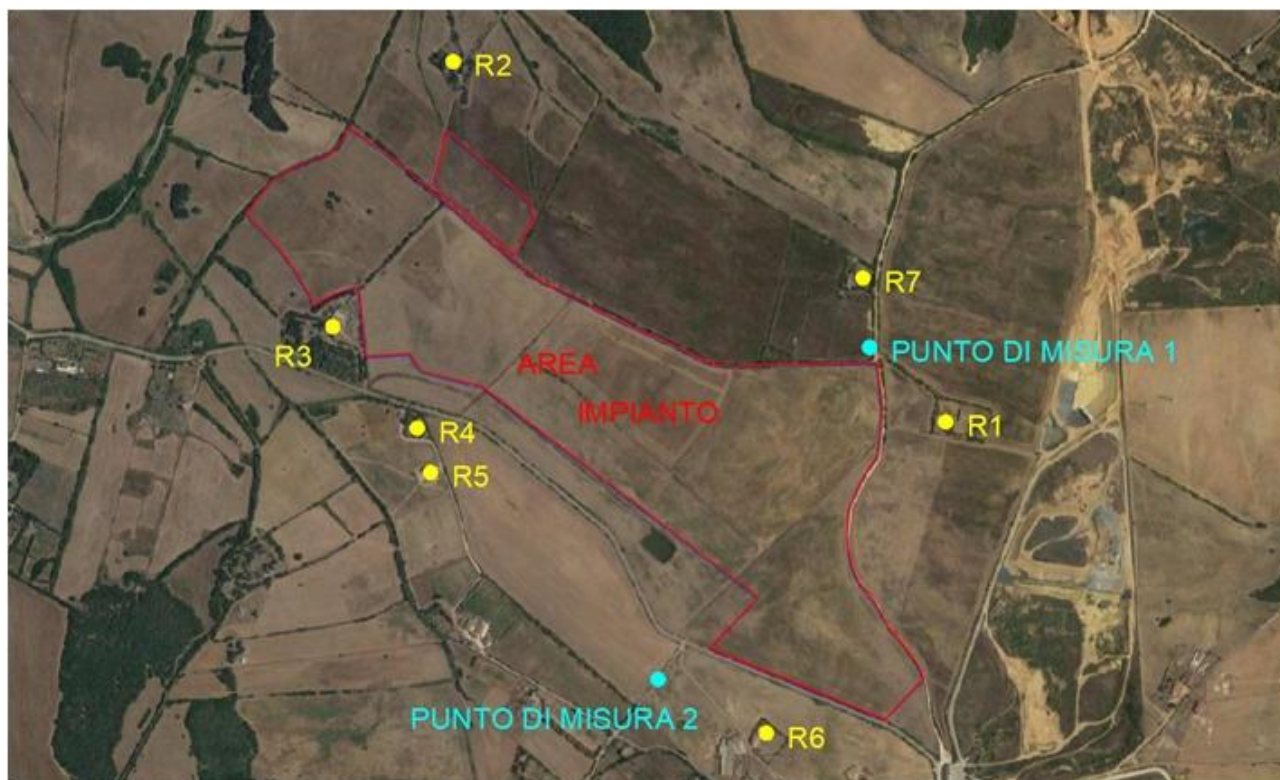 R2
R7
R3
PUNTO DI MISURA 1
AREA
IMPIANTO
R1
R4
R5
PUNTO DI MISURA 2
R6